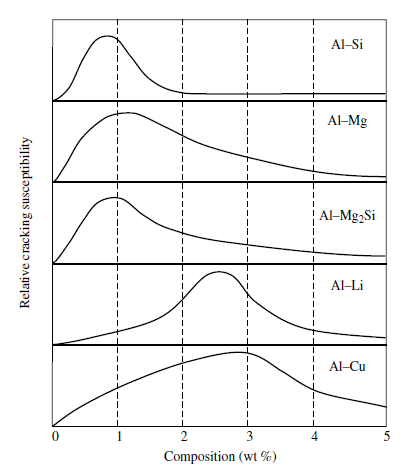 Al–Si
Al–Mg
Al–Mg₂Si
Al–Li
Al–Cu
Relative cracking susceptibility
0 1 2 3 4 5
Composition (wt %)